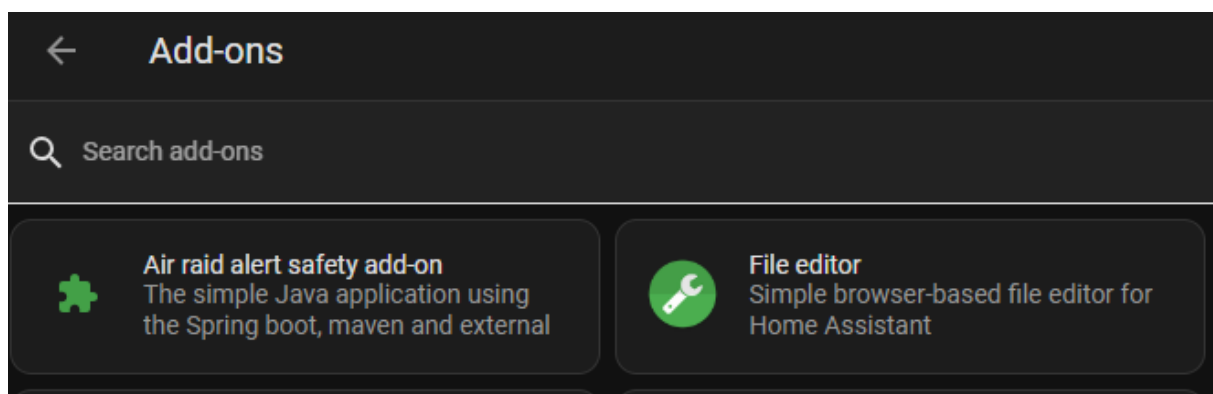 Add-ons
Search add-ons
Air raid alert safety add-on
The simple Java application using
the Spring boot, maven and external
File editor
Simple browser-based file editor for
Home Assistant